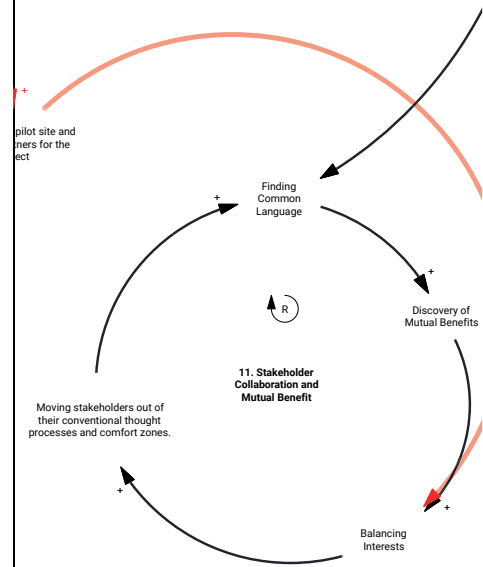 +
pilot site and
tners for the
ect
Finding
Common
Language
+
+
R
Discovery of
Mutual Benefits
11. Stakeholder
Collaboration and
Mutual Benefit
Moving stakeholders out of
their conventional thought
processes and comfort zones.
+
+
Balancing
Interests